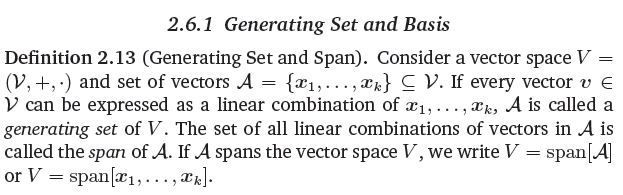 2.6.1 Generating Set and Basis
Definition 2.13 (Generating Set and Span). Consider a vector space V =
(𝒱, +, ·) and set of vectors 𝒜 = {x₁, . . . , xₖ} ⊆ 𝒱. If every vector v ∈
𝒱 can be expressed as a linear combination of x₁, . . . , xₖ, 𝒜 is called a
generating set of V. The set of all linear combinations of vectors in 𝒜 is
called the span of 𝒜. If 𝒜 spans the vector space V, we write V = span[𝒜]
or V = span[x₁, . . . , xₖ].